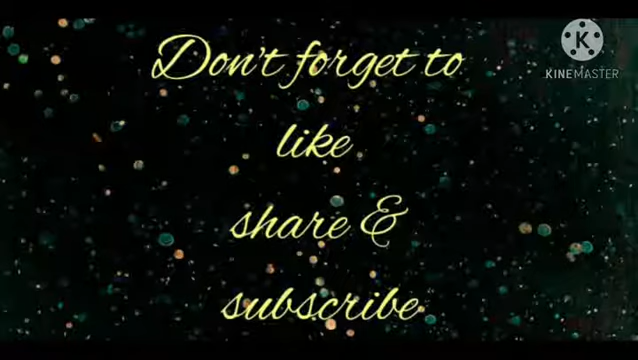 Don't forget to
like
share &
subscribe
KINEMASTER